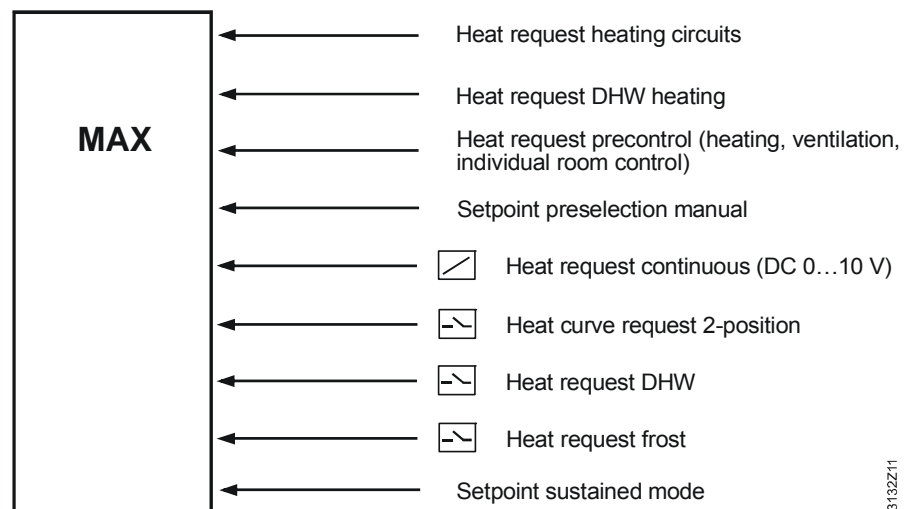 MAX
Heat request heating circuits
Heat request DHW heating
Heat request precontrol (heating, ventilation,
individual room control)
Setpoint preselection manual
Heat request continuous (DC 0…10 V)
Heat curve request 2-position
Heat request DHW
Heat request frost
Setpoint sustained mode
3132Z11